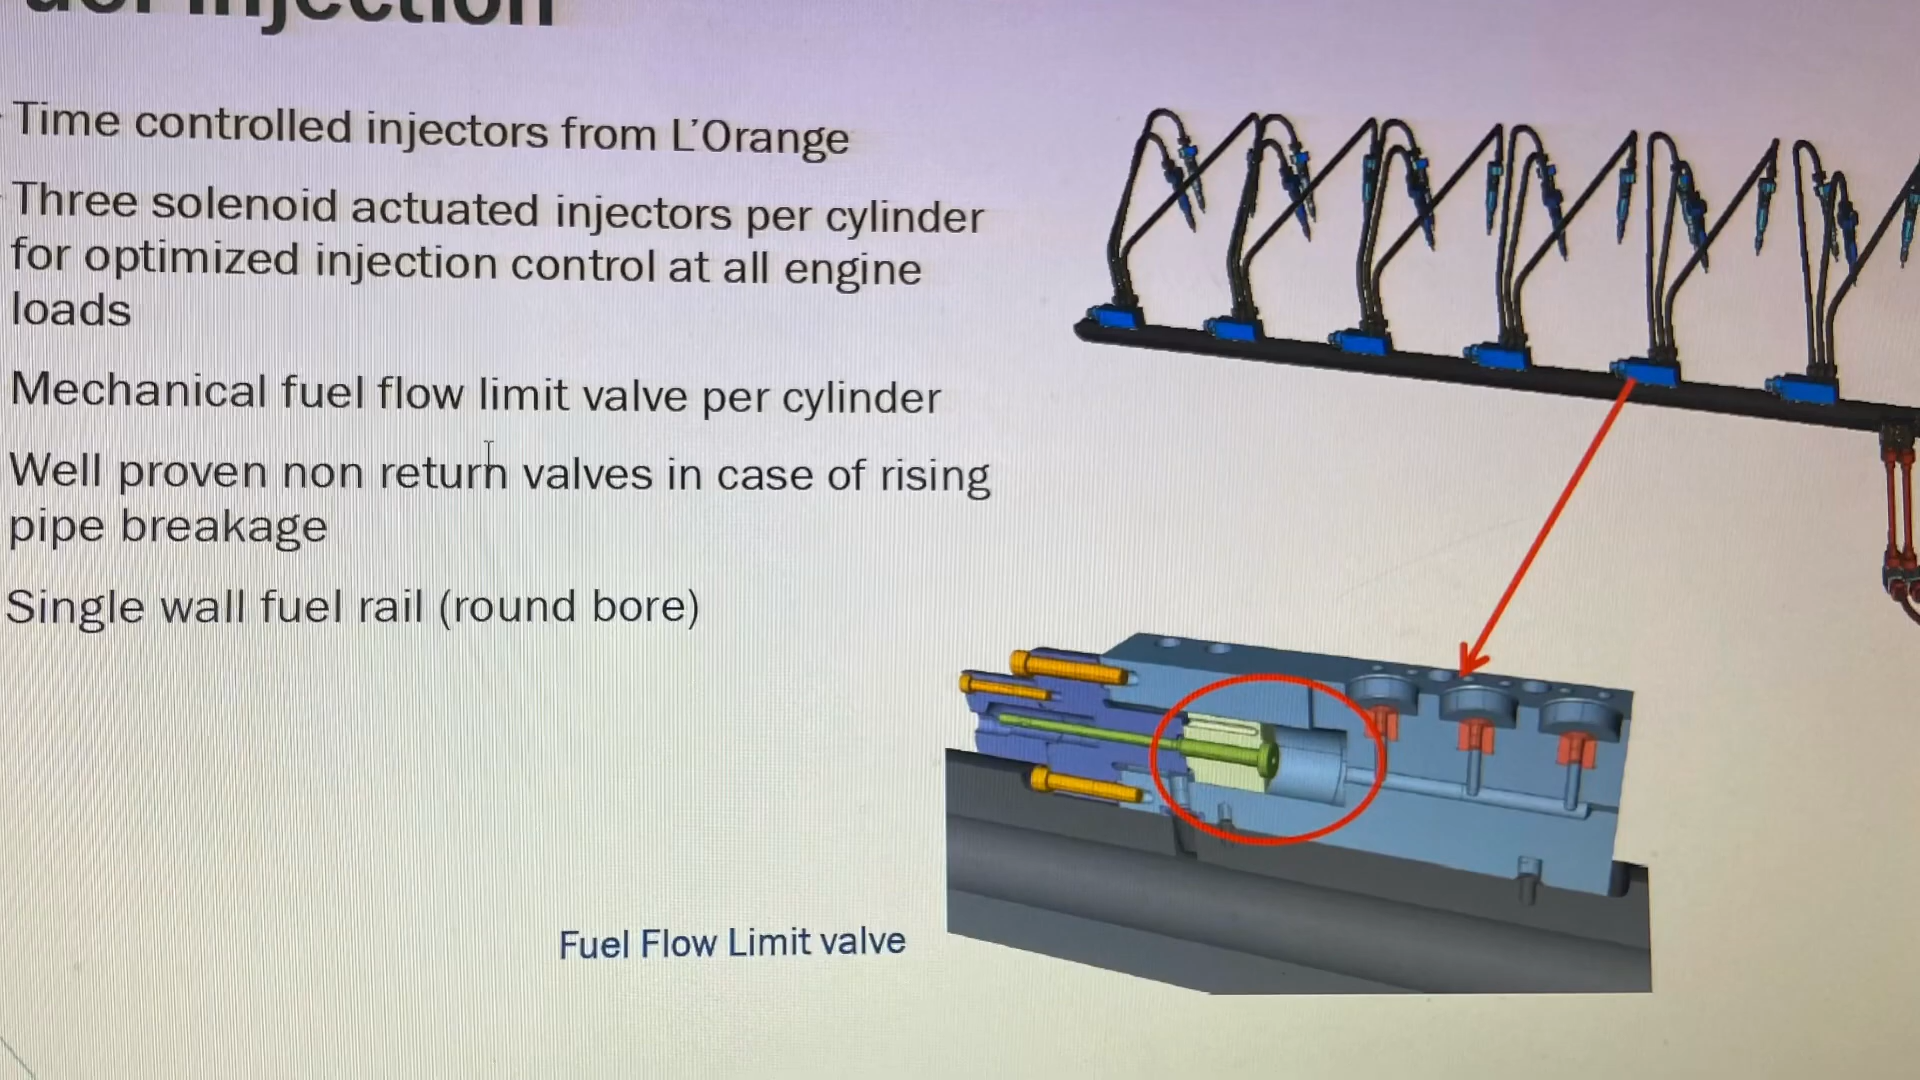 Injection
Time controlled injectors from L’Orange
Three solenoid actuated injectors per cylinder
for optimized injection control at all engine
loads
Mechanical fuel flow limit valve per cylinder
Well proven non return valves in case of rising
pipe breakage
Single wall fuel rail (round bore)
Fuel Flow Limit valve